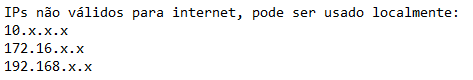 IPs não válidos para internet, pode ser usado localmente:
10.x.x.x
172.16.x.x
192.168.x.x